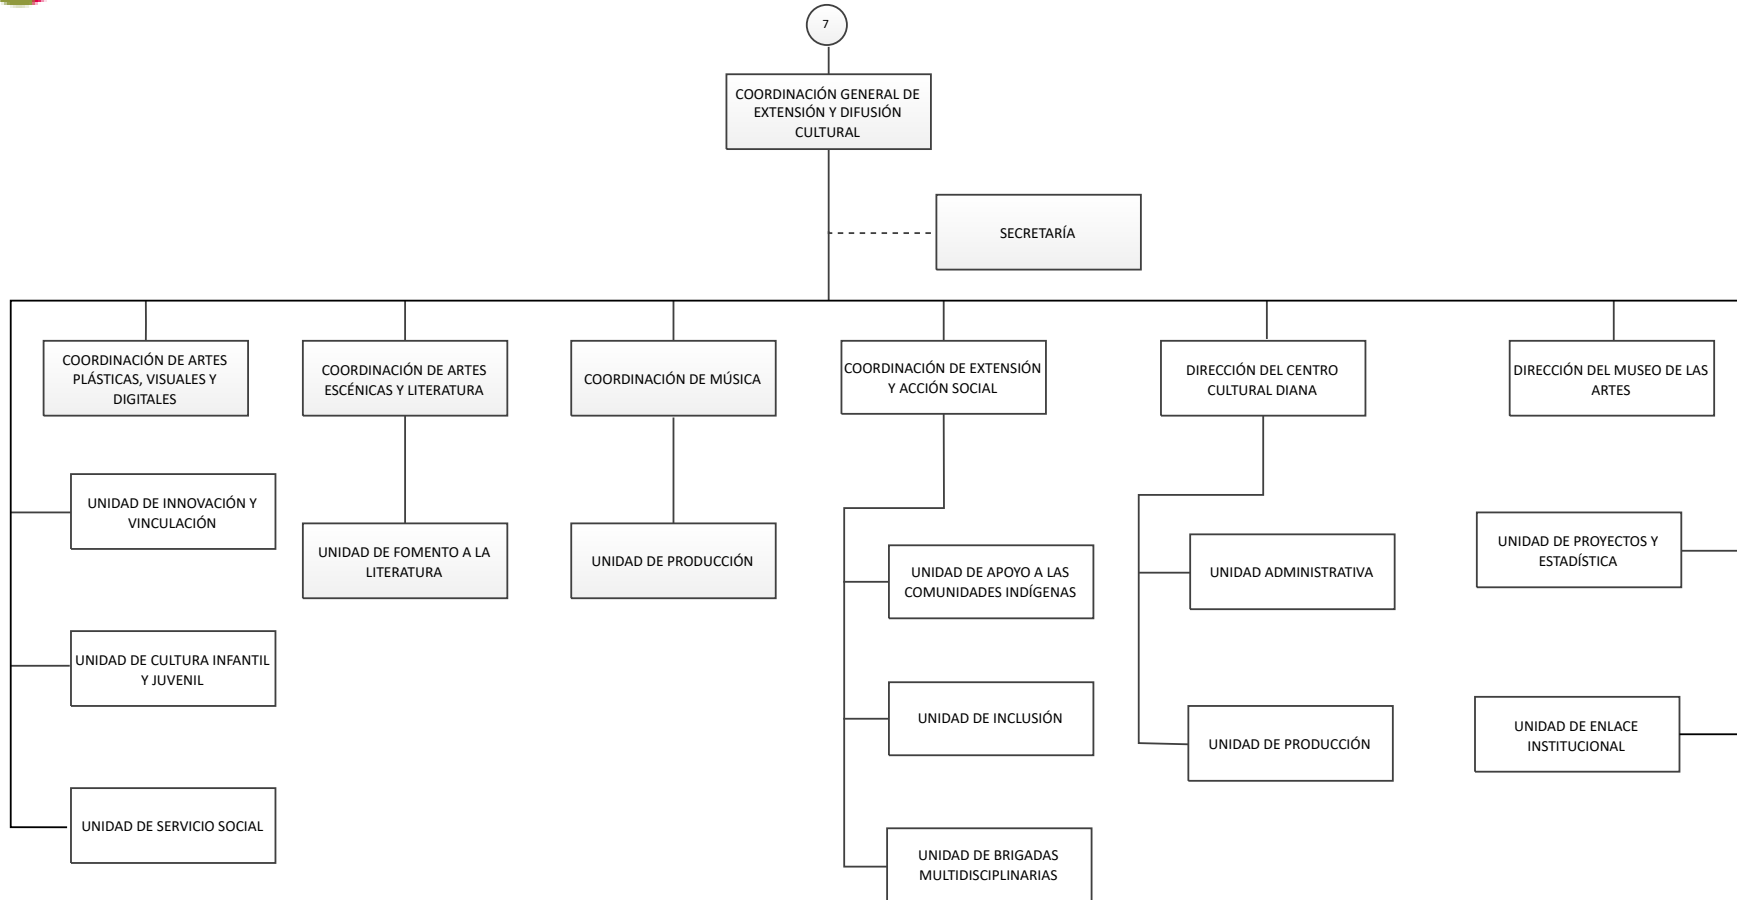 7
COORDINACIÓN GENERAL DE
EXTENSIÓN Y DIFUSIÓN
CULTURAL
SECRETARÍA
COORDINACIÓN DE ARTES
PLÁSTICAS, VISUALES Y
DIGITALES
COORDINACIÓN DE ARTES
ESCÉNICAS Y LITERATURA
COORDINACIÓN DE MÚSICA
COORDINACIÓN DE EXTENSIÓN
Y ACCIÓN SOCIAL
DIRECCIÓN DEL CENTRO
CULTURAL DIANA
DIRECCIÓN DEL MUSEO DE LAS
ARTES
UNIDAD DE INNOVACIÓN Y
VINCULACIÓN
UNIDAD DE FOMENTO A LA
LITERATURA
UNIDAD DE PRODUCCIÓN
UNIDAD DE APOYO A LAS
COMUNIDADES INDÍGENAS
UNIDAD ADMINISTRATIVA
UNIDAD DE PROYECTOS Y
ESTADÍSTICA
UNIDAD DE CULTURA INFANTIL
Y JUVENIL
UNIDAD DE INCLUSIÓN
UNIDAD DE PRODUCCIÓN
UNIDAD DE ENLACE
INSTITUCIONAL
UNIDAD DE SERVICIO SOCIAL
UNIDAD DE BRIGADAS
MULTIDISCIPLINARIAS